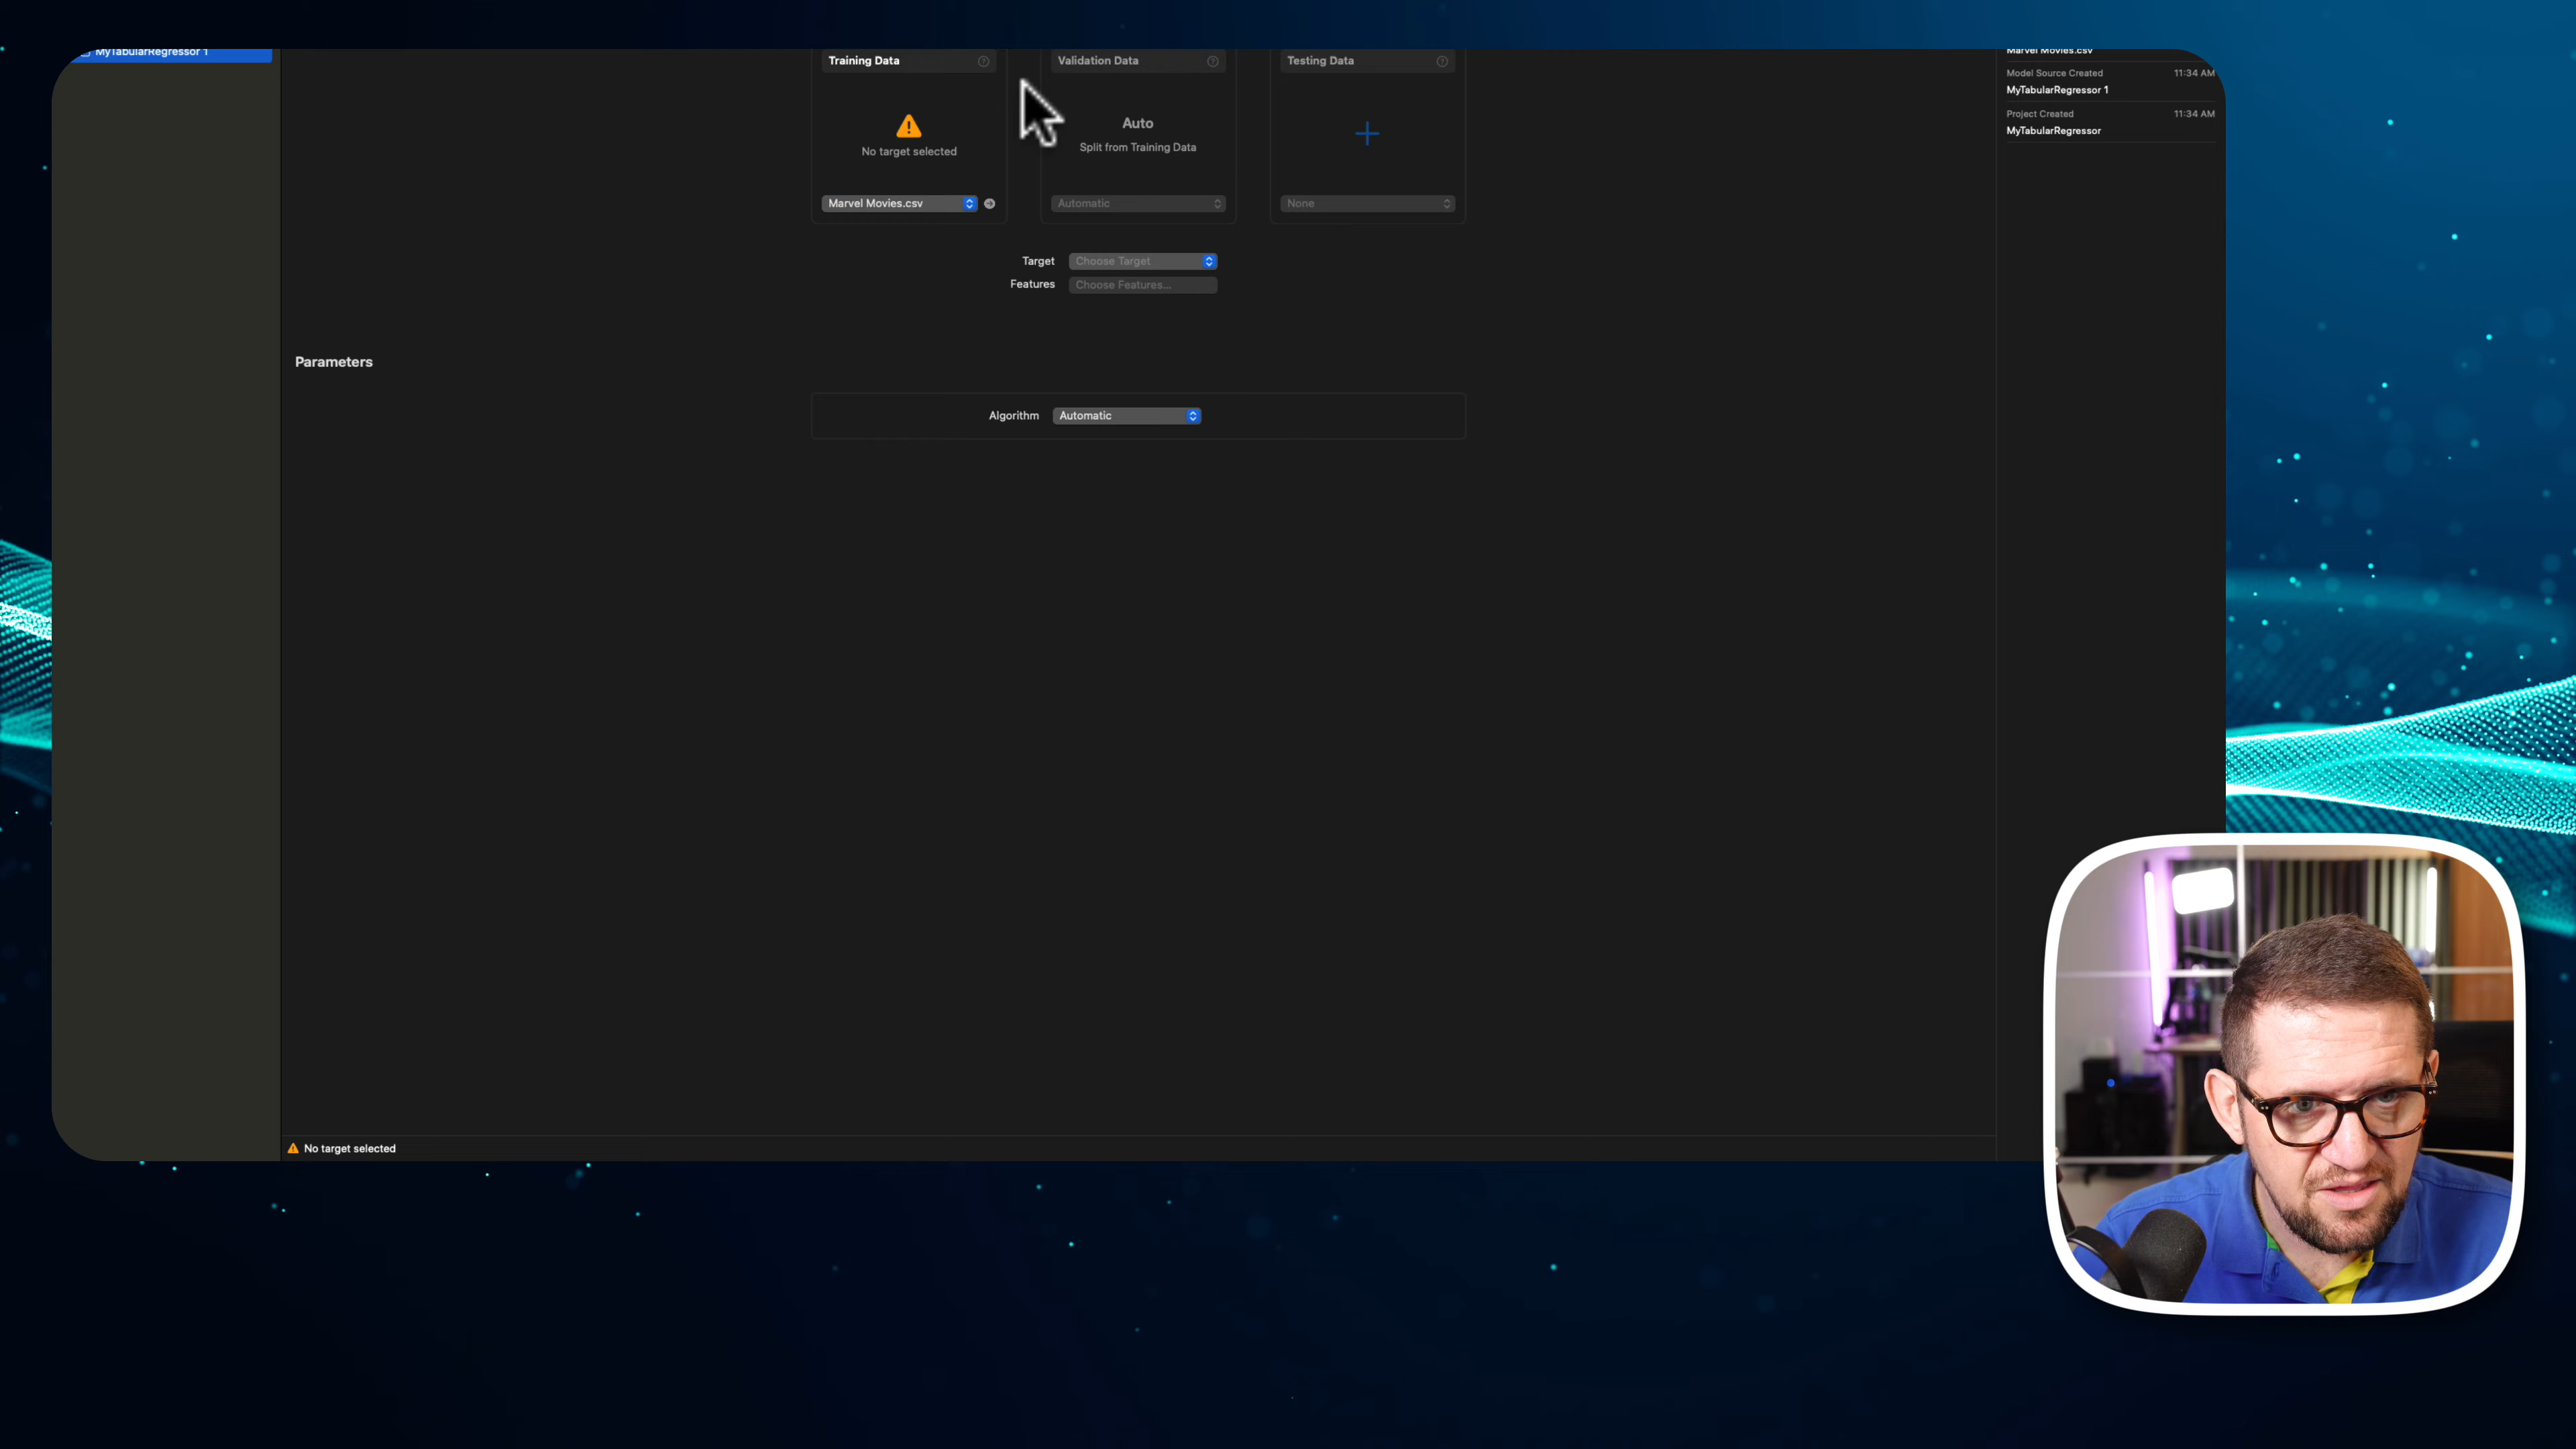 MyTabularRegressor 1
Training Data
Validation Data
Testing Data
No target selected
Auto
Split from Training Data
Marvel Movies.csv
Automatic
None
Target
Choose Target
Features
Choose Features...
Parameters
Algorithm
Automatic
No target selected
Marvel Movies.csv
Model Source Created
11:34 AM
MyTabularRegressor 1
Project Created
11:34 AM
MyTabularRegressor